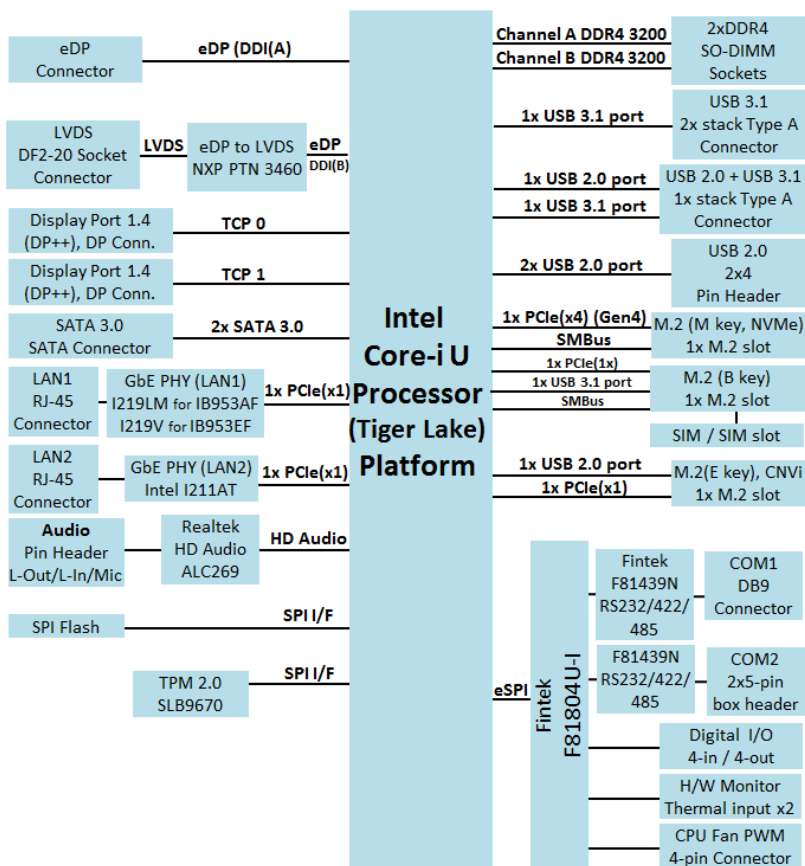 eDP
Connector
eDP (DDI(A)
LVDS
DF2-20 Socket
Connector
LVDS
eDP to LVDS
NXP PTN 3460
eDP
DDI(B)
Display Port 1.4
(DP++), DP Conn.
TCP 0
Display Port 1.4
(DP++), DP Conn.
TCP 1
SATA 3.0
SATA Connector
2x SATA 3.0
LAN1
RJ-45
Connector
GbE PHY (LAN1)
I219LM for IB953AF
I219V for IB953EF
1x PCIe(x1)
LAN2
RJ-45
Connector
GbE PHY (LAN2)
Intel I211AT
1x PCIe(x1)
Audio
Pin Header
L-Out/L-In/Mic
Realtek
HD Audio
ALC269
HD Audio
SPI Flash
SPI I/F
TPM 2.0
SLB9670
SPI I/F
Intel
Core-i U
Processor
(Tiger Lake)
Platform
Channel A DDR4 3200
Channel B DDR4 3200
2xDDR4
SO-DIMM
Sockets
1x USB 3.1 port
USB 3.1
2x stack Type A
Connector
1x USB 2.0 port
1x USB 3.1 port
USB 2.0 + USB 3.1
1x stack Type A
Connector
2x USB 2.0 port
USB 2.0
2x4
Pin Header
1x PCIe(x4) (Gen4)
SMBus
M.2 (M key, NVMe)
1x M.2 slot
1x PCIe(1x)
1x USB 3.1 port
SMBus
M.2 (B key)
1x M.2 slot
SIM / SIM slot
1x USB 2.0 port
1x PCIe(x1)
M.2(E key), CNVi
1x M.2 slot
eSPI
Fintek
F81804U-I
Fintek
F81439N
RS232/422/
485
COM1
DB9
Connector
F81439N
RS232/422/
485
COM2
2x5-pin
box header
Digital I/O
4-in / 4-out
H/W Monitor
Thermal input x2
CPU Fan PWM
4-pin Connector